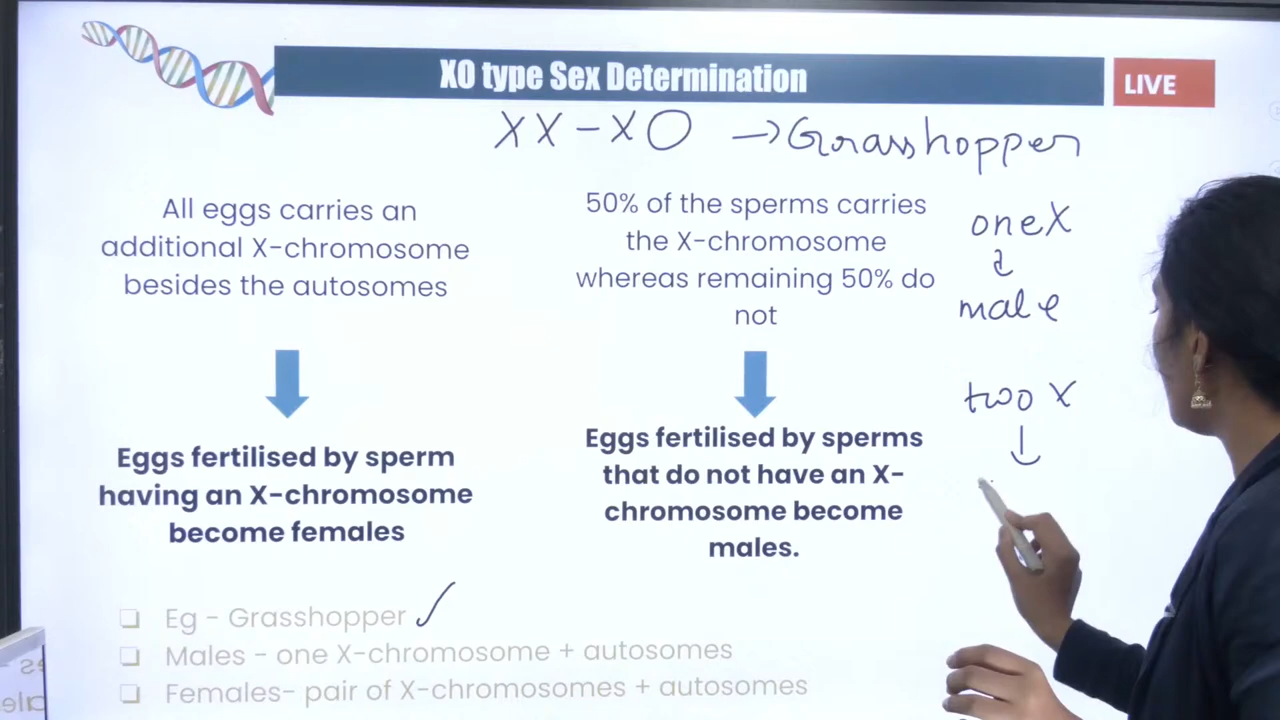 XO type Sex Determination
LIVE
XX - XO → Grasshopper
All eggs carries an
additional X-chromosome
besides the autosomes
50% of the sperms carries
the X-chromosome
whereas remaining 50% do
not
one X
male
two X
Eggs fertilised by sperm
having an X-chromosome
become females
Eggs fertilised by sperms
that do not have an X-
chromosome become
males.
❏ Eg - Grasshopper ✓
❏ Males - one X-chromosome + autosomes
❏ Females- pair of X-chromosomes + autosomes